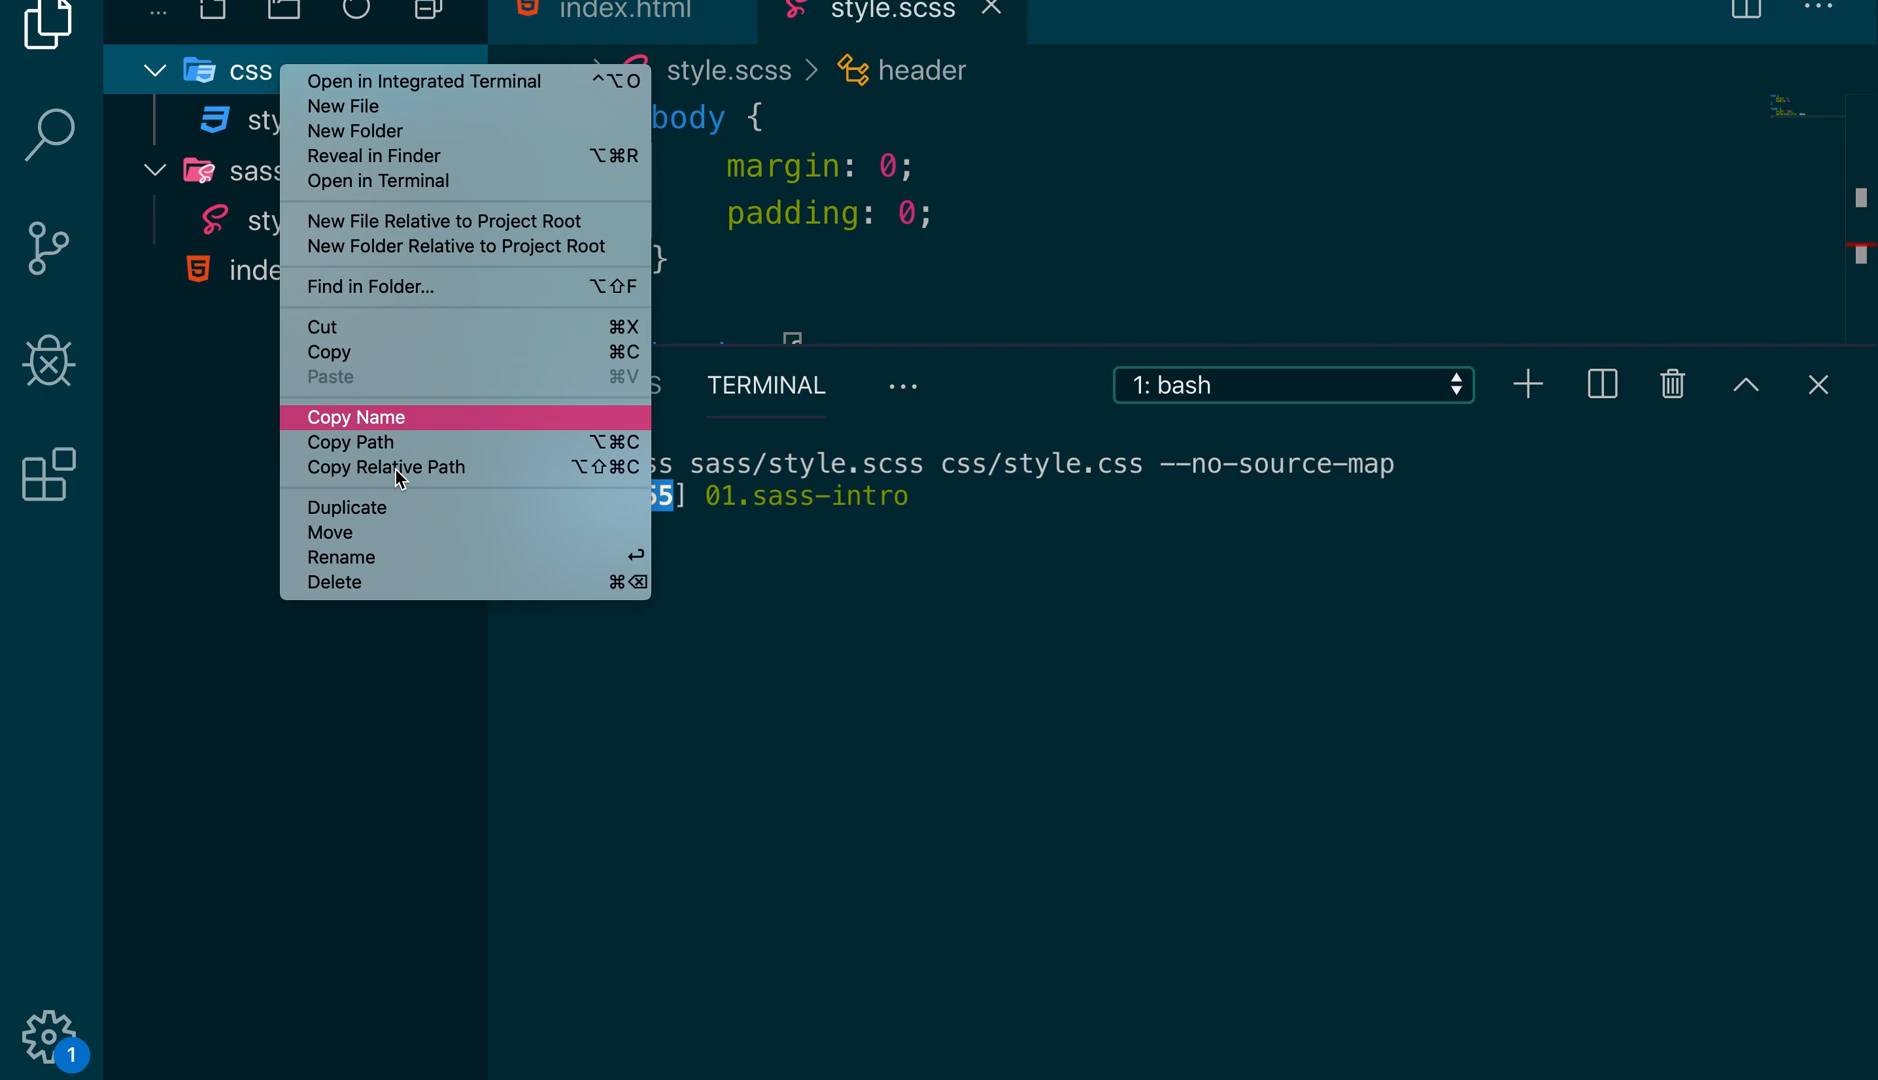 index.html
style.scss
css
style.scss > header
sty
sass
sty
inde
Open in Integrated Terminal ^⌥O
New File
New Folder
Reveal in Finder ⌥⌘R
Open in Terminal
New File Relative to Project Root
New Folder Relative to Project Root
Find in Folder... ⌥⇧F
Cut ⌘X
Copy ⌘C
Paste ⌘V
Copy Name
Copy Path ⌥⌘C
Copy Relative Path ⌥⇧⌘C
Duplicate
Move
Rename ↩
Delete ⌘⌫
body {
margin: 0;
padding: 0;
}
S TERMINAL ...
1: bash
ss sass/style.scss css/style.css --no-source-map
55] 01.sass-intro
1